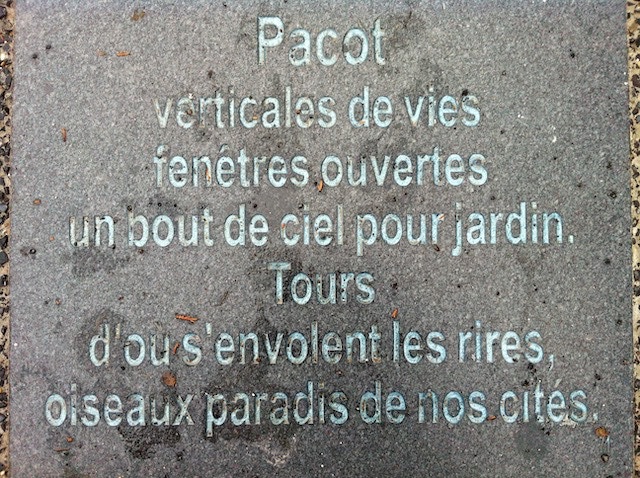 Pacot
verticales de vies
fenétres ouvertes
un bout de ciel pour jardin.
Tours
d'ou s'envolent les rires,
oiseaux paradis de nos cités.